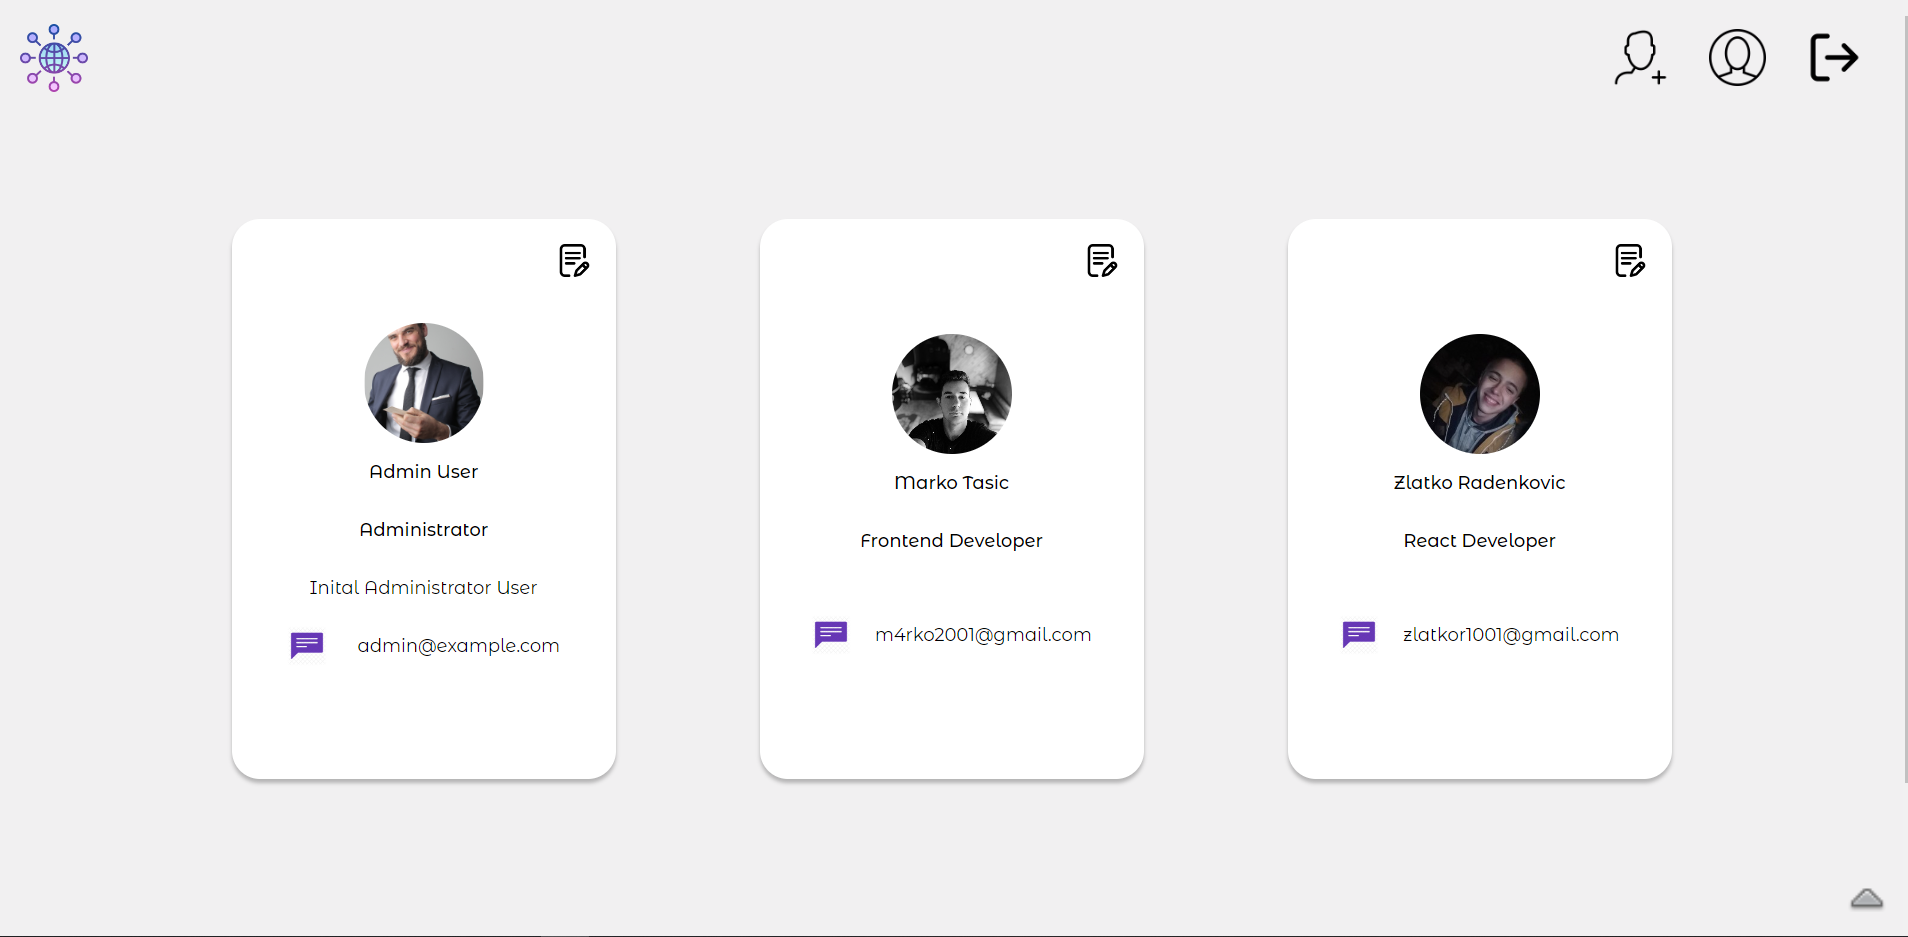 Admin User
Administrator
Inital Administrator User
admin@example.com
Marko Tasic
Frontend Developer
m4rko2001@gmail.com
Zlatko Radenkovic
React Developer
zlatkor1001@gmail.com